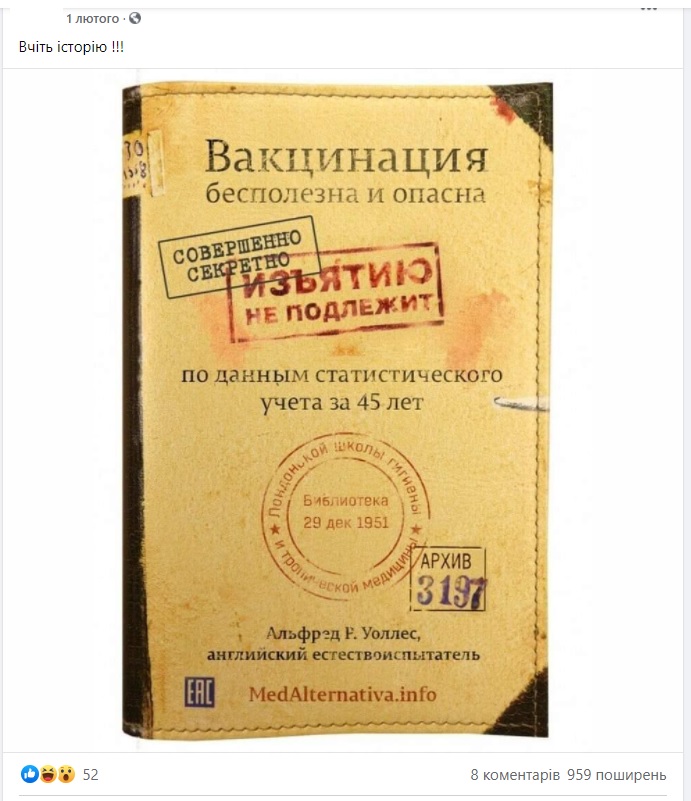 1 лютого ·
Вчіть історію !!!
30
Вакцинация
бесполезна и опасна
СОВЕРШЕННО
СЕКРЕТНО
ИЗЪЯТИЮ
НЕ ПОДЛЕЖИТ
по данным статистического
учета за 45 лет
Лондонской школы гигиены
Библиотека
29 дек 1951
и тропической медицины
АРХИВ
3197
Альфред Р. Уоллес,
английский естествоиспытатель
EAC
MedAlternativa.info
52
8 коментарів 959 поширень